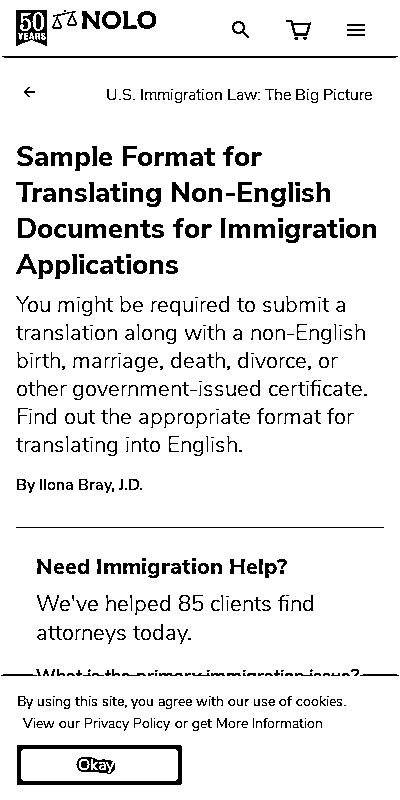 50 YEARS NOLO
U.S. Immigration Law: The Big Picture
Sample Format for
Translating Non-English
Documents for Immigration
Applications
You might be required to submit a
translation along with a non-English
birth, marriage, death, divorce, or
other government-issued certificate.
Find out the appropriate format for
translating into English.
By Ilona Bray, J.D.
Need Immigration Help?
We've helped 85 clients find
attorneys today.
What is the primary immigration issue?
By using this site, you agree with our use of cookies.
View our Privacy Policy or get More Information
Okay